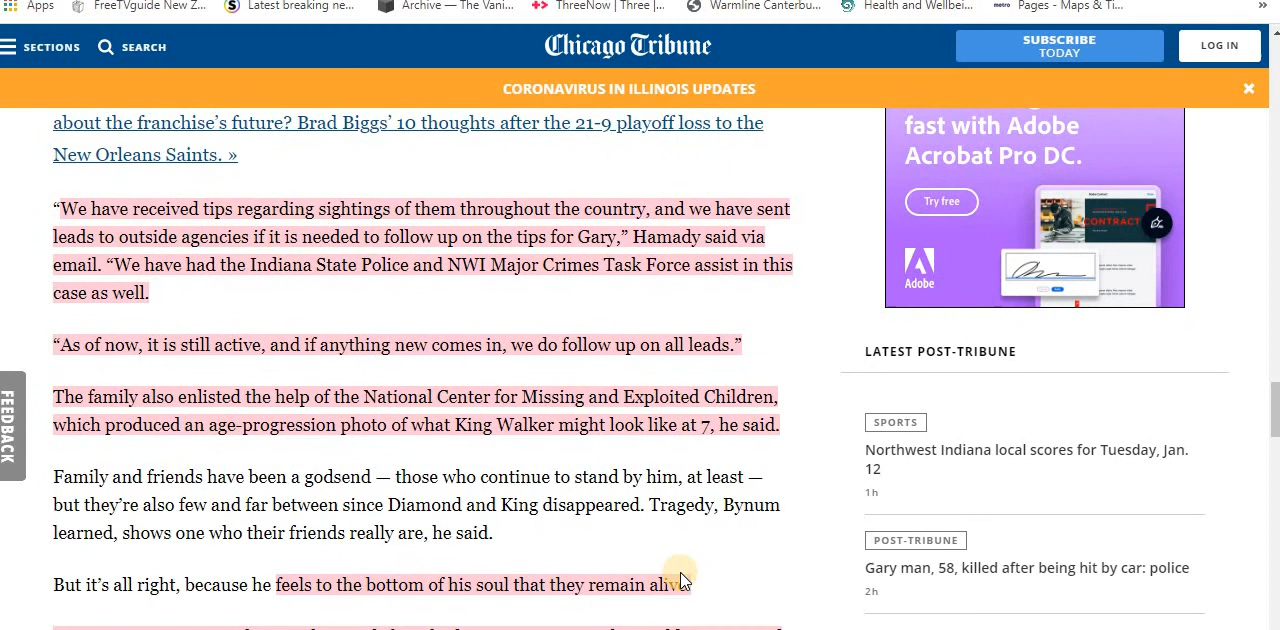 Apps FreeTVguide New Z... Latest breaking ne... Archive — The Vani... ThreeNow | Three |... Warmline Canterbu... Health and Wellbei... metro Pages - Maps & Ti... »
SECTIONS SEARCH Chicago Tribune SUBSCRIBE TODAY LOG IN
CORONAVIRUS IN ILLINOIS UPDATES ×
about the franchise’s future? Brad Biggs’ 10 thoughts after the 21-9 playoff loss to the
New Orleans Saints. »
“We have received tips regarding sightings of them throughout the country, and we have sent
leads to outside agencies if it is needed to follow up on the tips for Gary,” Hamady said via
email. “We have had the Indiana State Police and NWI Major Crimes Task Force assist in this
case as well.
“As of now, it is still active, and if anything new comes in, we do follow up on all leads.”
The family also enlisted the help of the National Center for Missing and Exploited Children,
which produced an age-progression photo of what King Walker might look like at 7, he said.
Family and friends have been a godsend — those who continue to stand by him, at least —
but they’re also few and far between since Diamond and King disappeared. Tragedy, Bynum
learned, shows one who their friends really are, he said.
But it’s all right, because he feels to the bottom of his soul that they remain alive
FEEDBACK
fast with Adobe
Acrobat Pro DC.
Try free
CONTRACT
Adobe
LATEST POST-TRIBUNE
SPORTS
Northwest Indiana local scores for Tuesday, Jan.
12
1h
POST-TRIBUNE
Gary man, 58, killed after being hit by car: police
2h